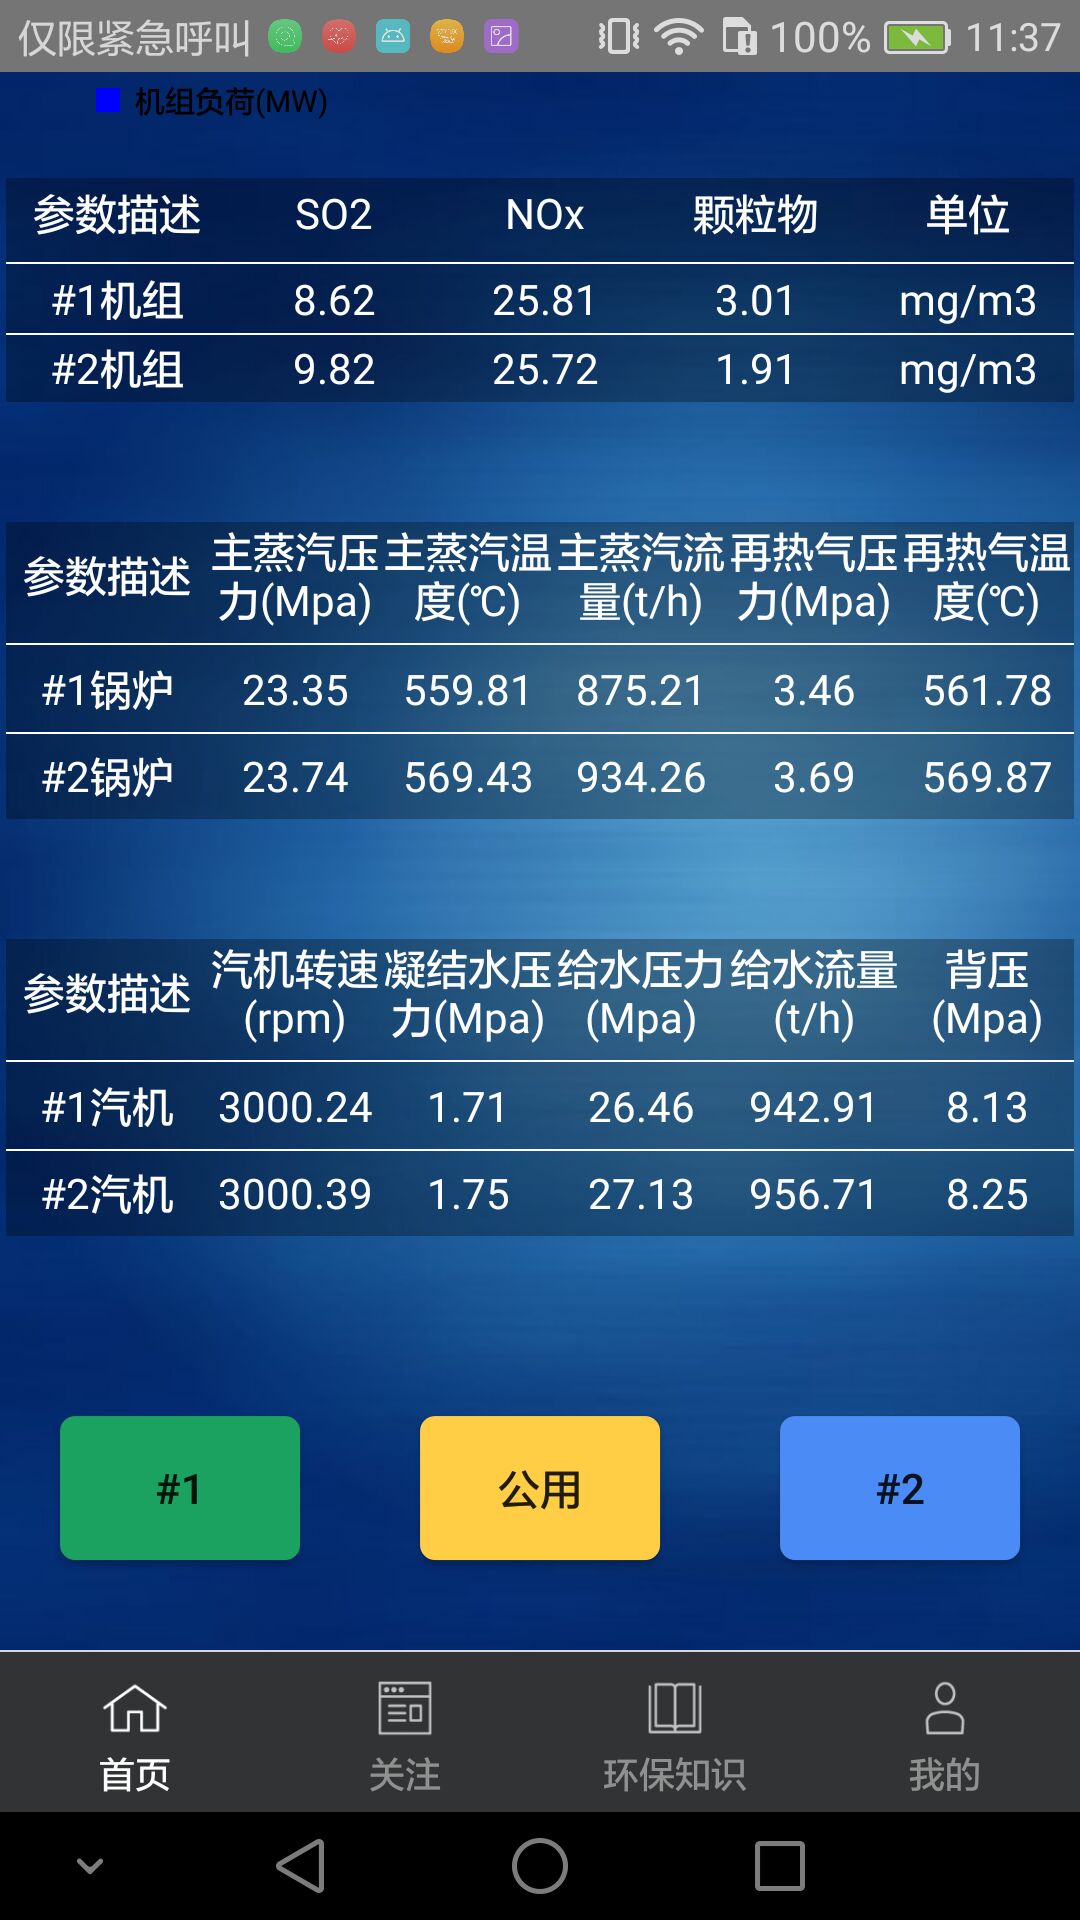 仅限紧急呼叫 100% 11:37
机组负荷(MW)
参数描述 SO2 NOx 颗粒物 单位
#1机组 8.62 25.81 3.01 mg/m3
#2机组 9.82 25.72 1.91 mg/m3
参数描述 主蒸汽压力(Mpa) 主蒸汽温度(℃) 主蒸汽流量(t/h) 再热气压力(Mpa) 再热气温度(℃)
#1锅炉 23.35 559.81 875.21 3.46 561.78
#2锅炉 23.74 569.43 934.26 3.69 569.87
参数描述 汽机转速(rpm) 凝结水压力(Mpa) 给水压力(Mpa) 给水流量(t/h) 背压(Mpa)
#1汽机 3000.24 1.71 26.46 942.91 8.13
#2汽机 3000.39 1.75 27.13 956.71 8.25
#1 公用 #2
首页 关注 环保知识 我的